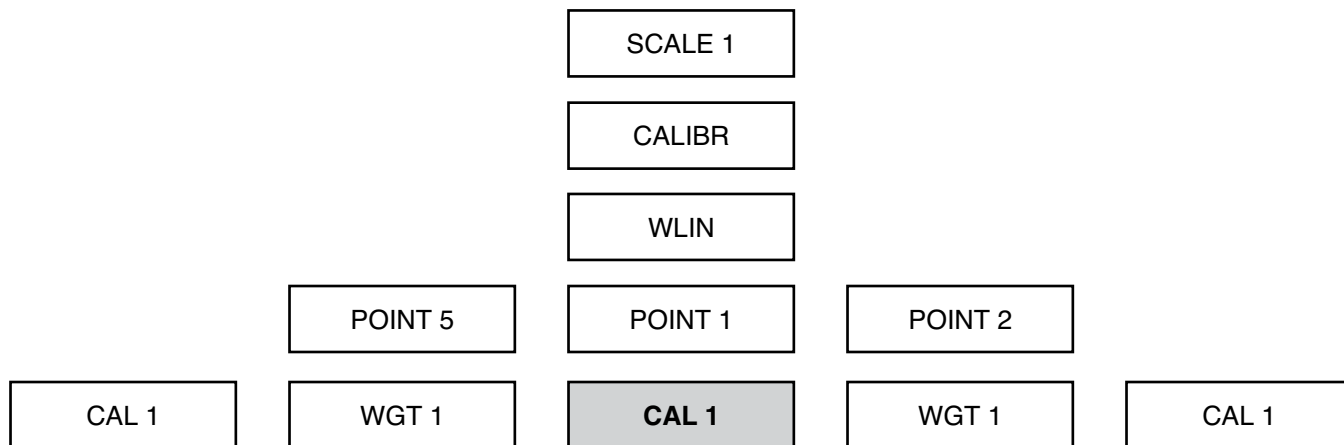 SCALE 1
CALIBR
WLIN
POINT 5 POINT 1 POINT 2
CAL 1 WGT 1 CAL 1 WGT 1 CAL 1